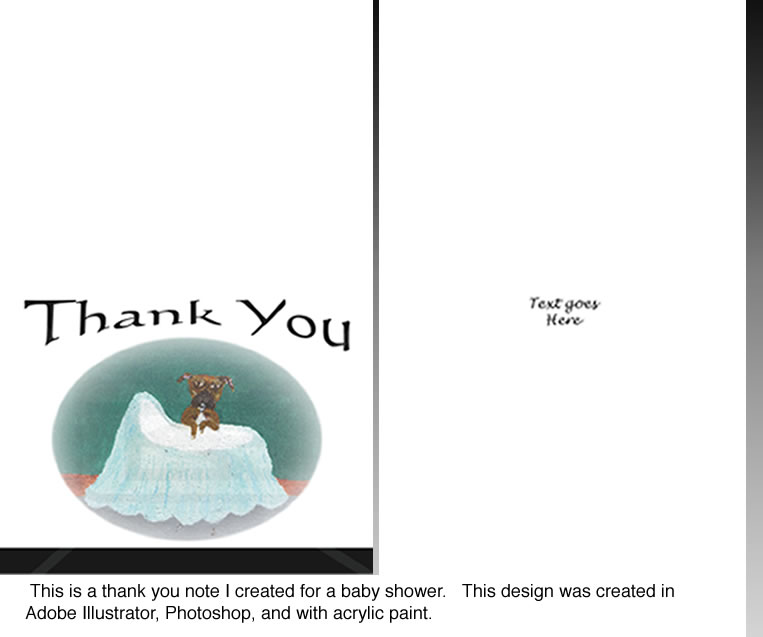 Thank You
Text goes
Here
This is a thank you note I created for a baby shower.   This design was created in
Adobe Illustrator, Photoshop, and with acrylic paint.